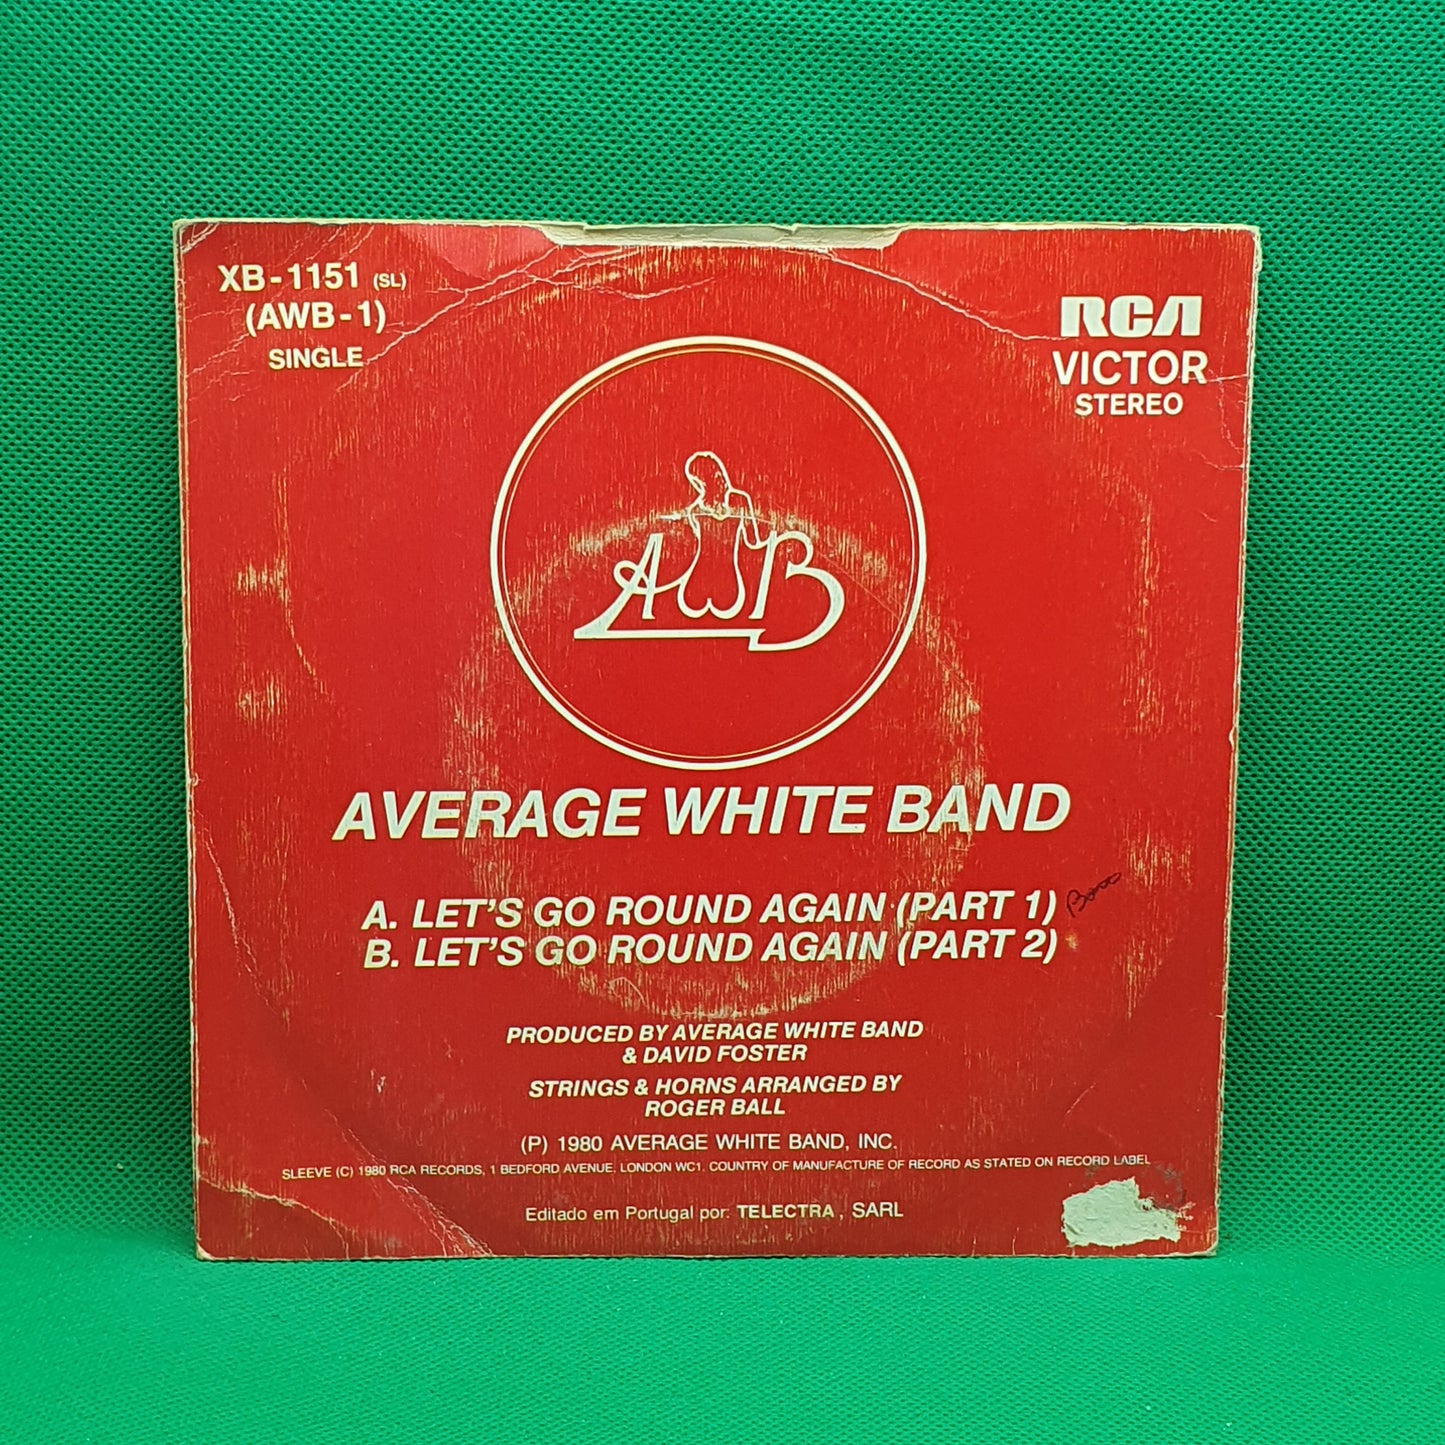 XB-1151 (SL)
(AWB-1)
SINGLE
RCA
VICTOR
STEREO
AWB
AVERAGE WHITE BAND
A. LET'S GO ROUND AGAIN (PART 1)
B. LET'S GO ROUND AGAIN (PART 2)
PRODUCED BY AVERAGE WHITE BAND
& DAVID FOSTER
STRINGS & HORNS ARRANGED BY
ROGER BALL
(P) 1980 AVERAGE WHITE BAND, INC.
SLEEVE (C) 1980 RCA RECORDS, 1 BEDFORD AVENUE, LONDON WC1. COUNTRY OF MANUFACTURE OF RECORD AS STATED ON RECORD LABEL
Editado em Portugal por: TELECTRA, SARL